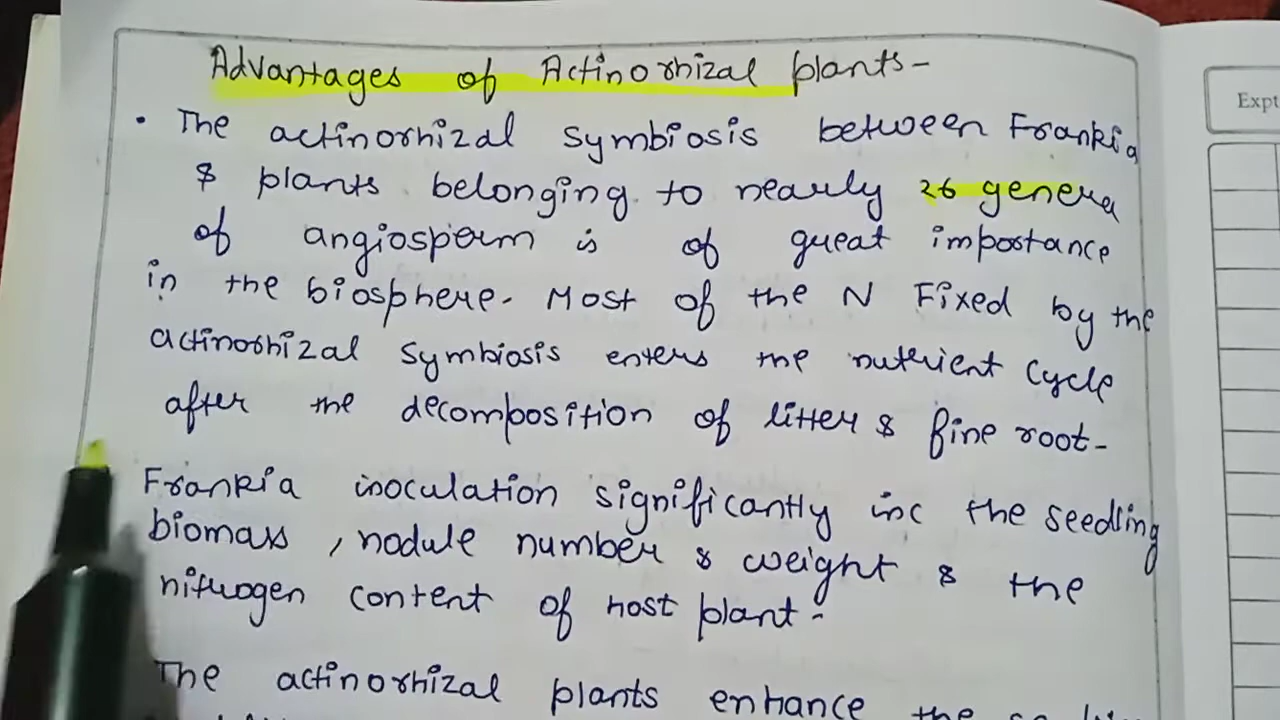 Advantages of Actinorhizal plants-
• The actinorhizal symbiosis between Frankia
& plants belonging to nearly 26 genera
of angiosperm is of great importance
in the biosphere. Most of the N Fixed by the
actinorhizal symbiosis enters the nutrient cycle
after the decomposition of litter & fine root-
Frankia inoculation significantly inc the seedling
biomass, nodule number & weight & the
nitrogen content of host plant-
The actinorhizal plants enhance the
Expt